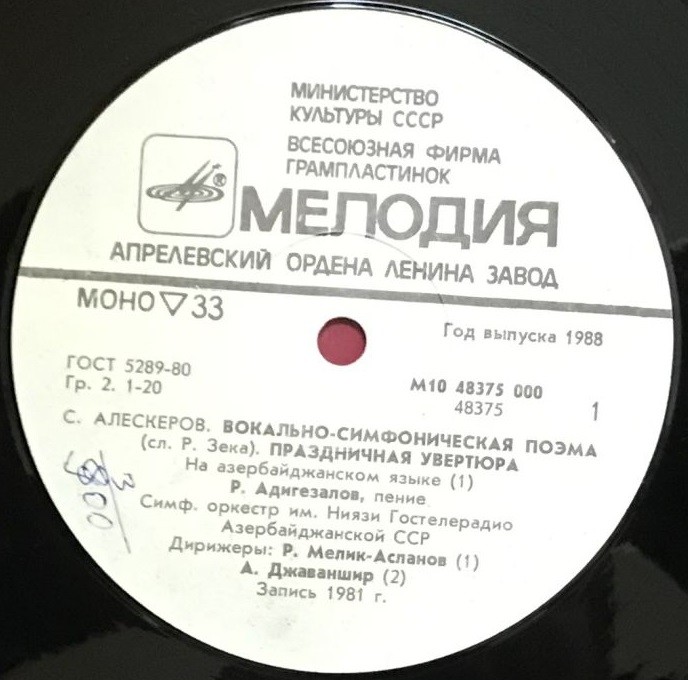 МИНИСТЕРСТВО
КУЛЬТУРЫ СССР
ВСЕСОЮЗНАЯ ФИРМА
ГРАМПЛАСТИНОК
®
МЕЛОДИЯ
АПРЕЛЕВСКИЙ ОРДЕНА ЛЕНИНА ЗАВОД
МОНО ▽ 33
Год выпуска 1988
ГОСТ 5289-80
Гр. 2. 1-20
М10 48375 000
48375
1
С. АЛЕСКЕРОВ. ВОКАЛЬНО-СИМФОНИЧЕСКАЯ ПОЭМА
(сл. Р. Зека). ПРАЗДНИЧНАЯ УВЕРТЮРА
На азербайджанском языке (1)
Р. Адигезалов, пение
Симф. оркестр им. Ниязи Гостелерадио
Азербайджанской ССР
Дирижеры: Р. Мелик-Асланов (1)
А. Джаваншир (2)
Запись 1981 г.